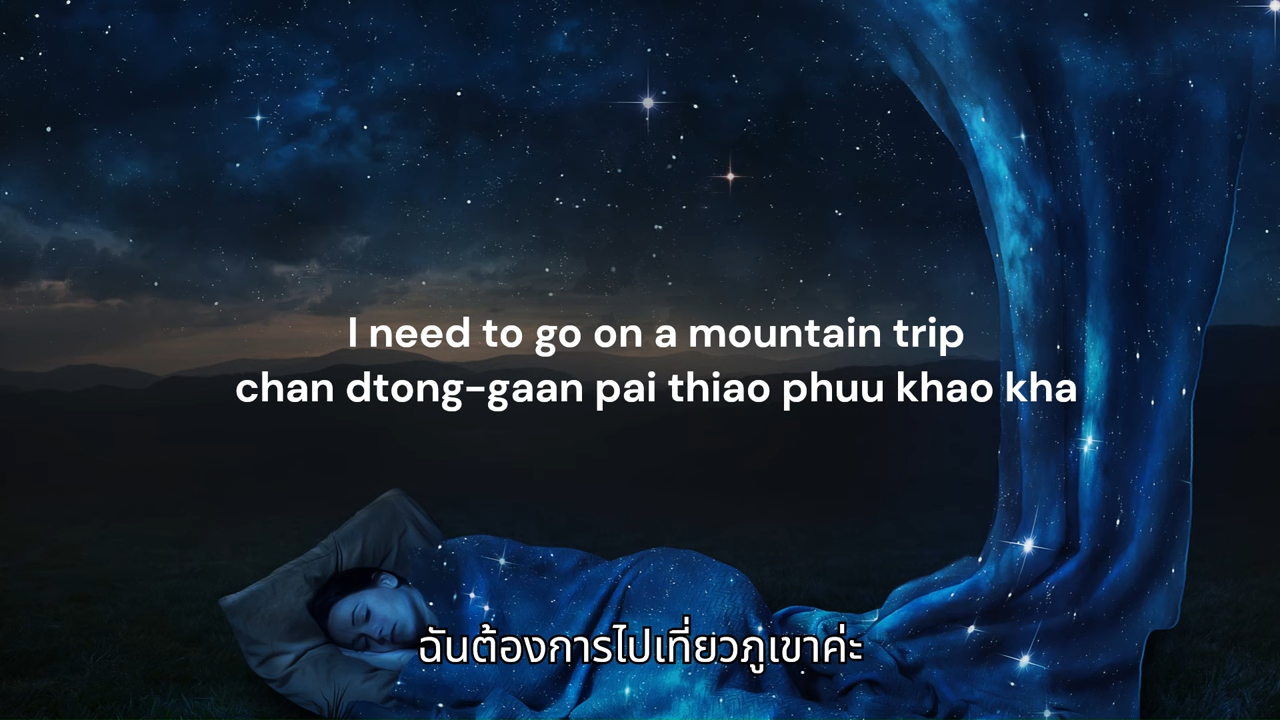 I need to go on a mountain trip
chan dtong-gaan pai thiao phuu khao kha
ฉันต้องการไปเที่ยวภูเขาค่ะ